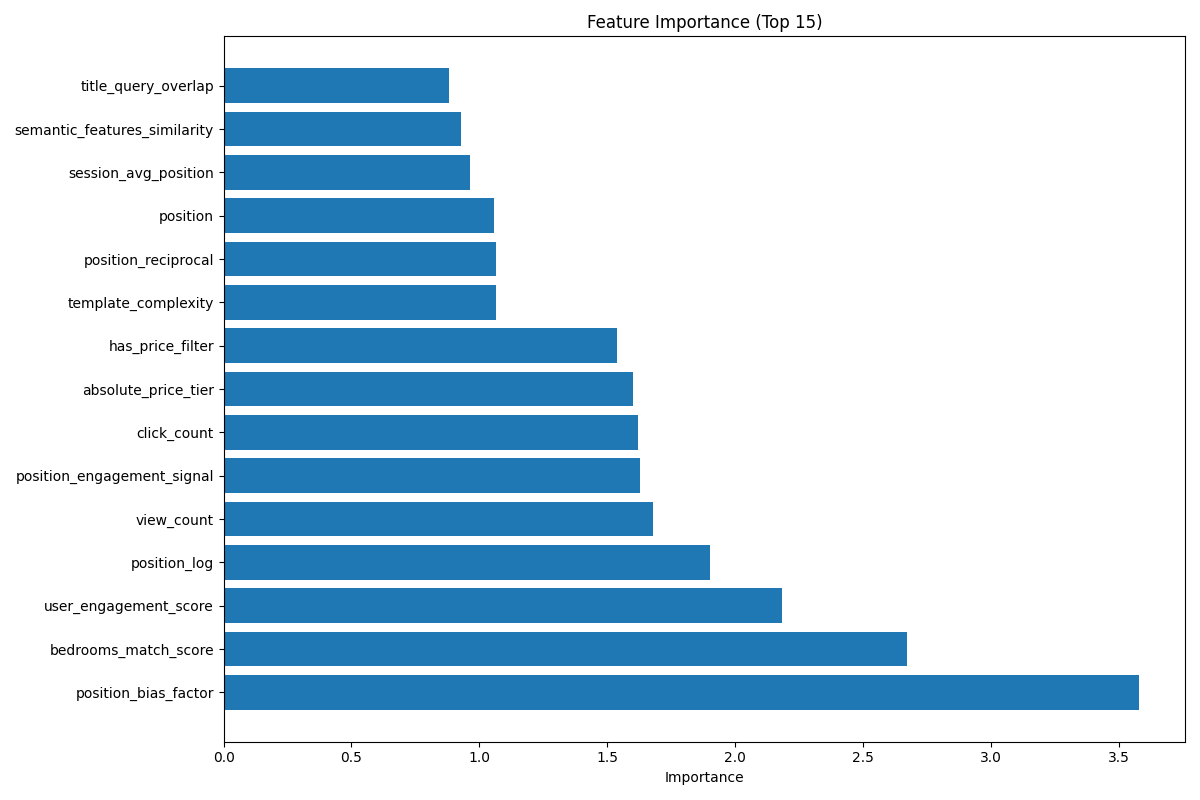 Feature Importance (Top 15)
title_query_overlap
semantic_features_similarity
session_avg_position
position
position_reciprocal
template_complexity
has_price_filter
absolute_price_tier
click_count
position_engagement_signal
view_count
position_log
user_engagement_score
bedrooms_match_score
position_bias_factor
0.0 0.5 1.0 1.5 2.0 2.5 3.0 3.5
Importance